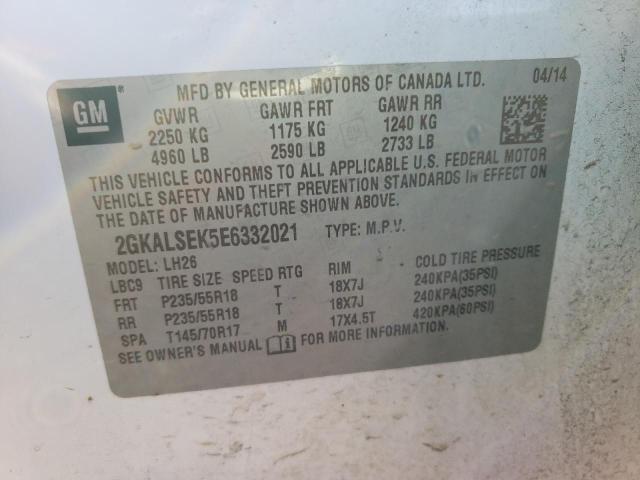 MFD BY GENERAL MOTORS OF CANADA LTD. 04/14
GM
GVWR GAWR FRT GAWR RR
2250 KG 1175 KG 1240 KG
4960 LB 2590 LB 2733 LB
THIS VEHICLE CONFORMS TO ALL APPLICABLE U.S. FEDERAL MOTOR
VEHICLE SAFETY AND THEFT PREVENTION STANDARDS IN EFFECT ON
THE DATE OF MANUFACTURE SHOWN ABOVE.
2GKALSEK5E6332021 TYPE: M.P.V.
MODEL: LH26
LBC9 TIRE SIZE SPEED RTG RIM COLD TIRE PRESSURE
FRT P235/55R18 T 18X7J 240KPA(35PSI)
RR P235/55R18 T 18X7J 240KPA(35PSI)
SPA T145/70R17 M 17X4.5T 420KPA(60PSI)
SEE OWNER'S MANUAL FOR MORE INFORMATION.